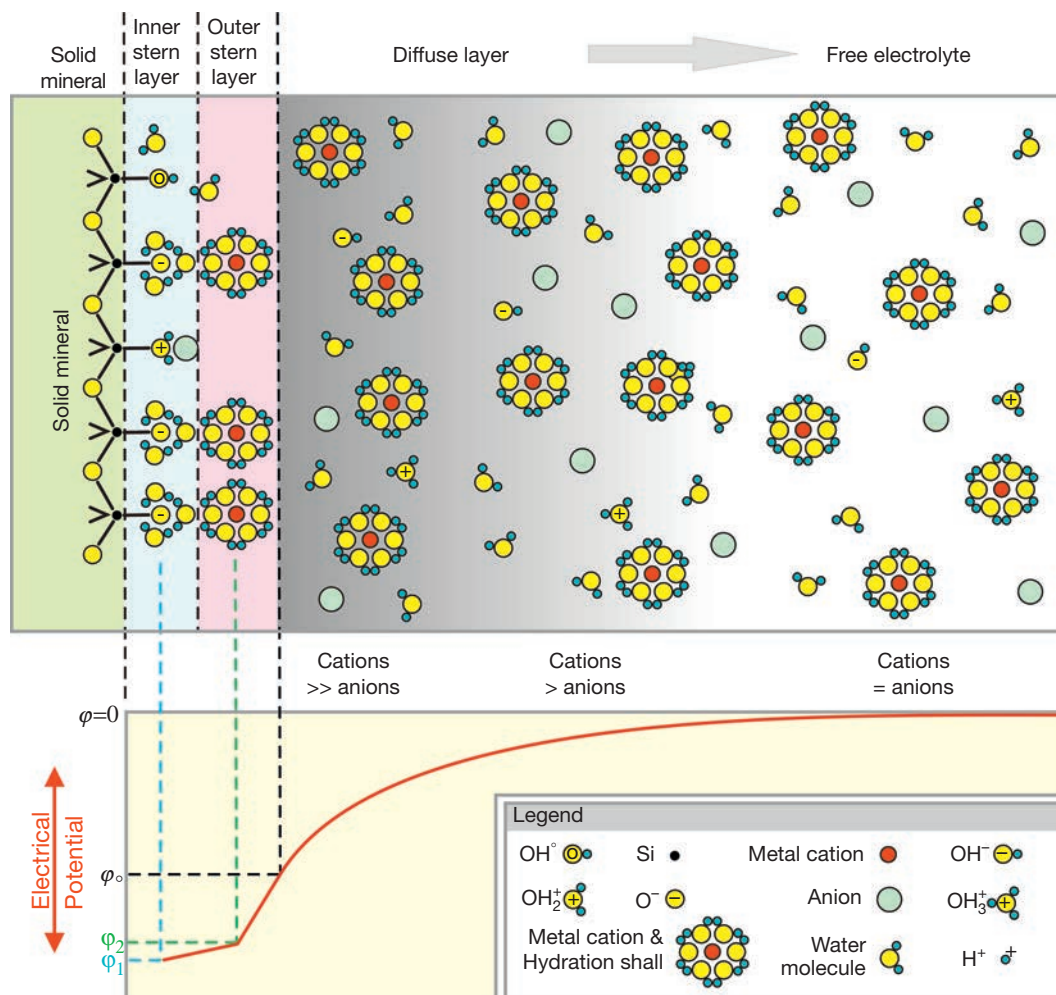 Solid
mineral
Inner
stern
layer
Outer
stern
layer
Diffuse layer
Free electrolyte
Solid mineral
O
-
+
-
-
-
-
+
+
-
+
Cations
>> anions
Cations
> anions
Cations
= anions
φ=0
Electrical
Potential
φ₀
φ₂
φ₁
Legend
OH° O
Si
Metal cation
OH⁻ −
OH₂⁺ +
O⁻ −
Anion
OH₃⁺ +
Metal cation &
Hydration shall
Water
molecule
H⁺ +